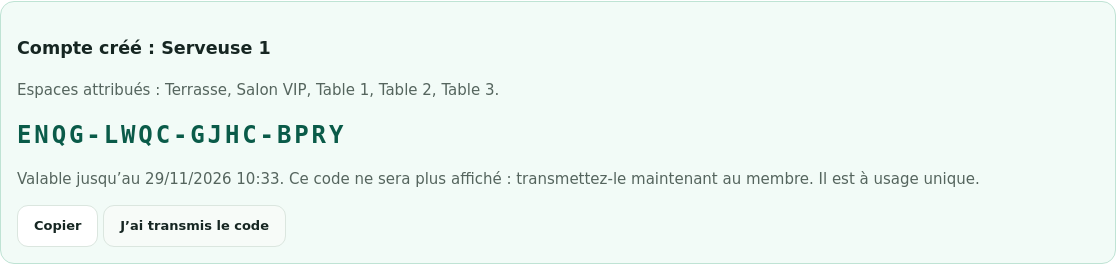 Compte créé : Serveuse 1
Espaces attribués : Terrasse, Salon VIP, Table 1, Table 2, Table 3.
ENQG-LWQC-GJHC-BPRY
Valable jusqu’au 29/11/2026 10:33. Ce code ne sera plus affiché : transmettez-le maintenant au membre. Il est à usage unique.
Copier
J’ai transmis le code